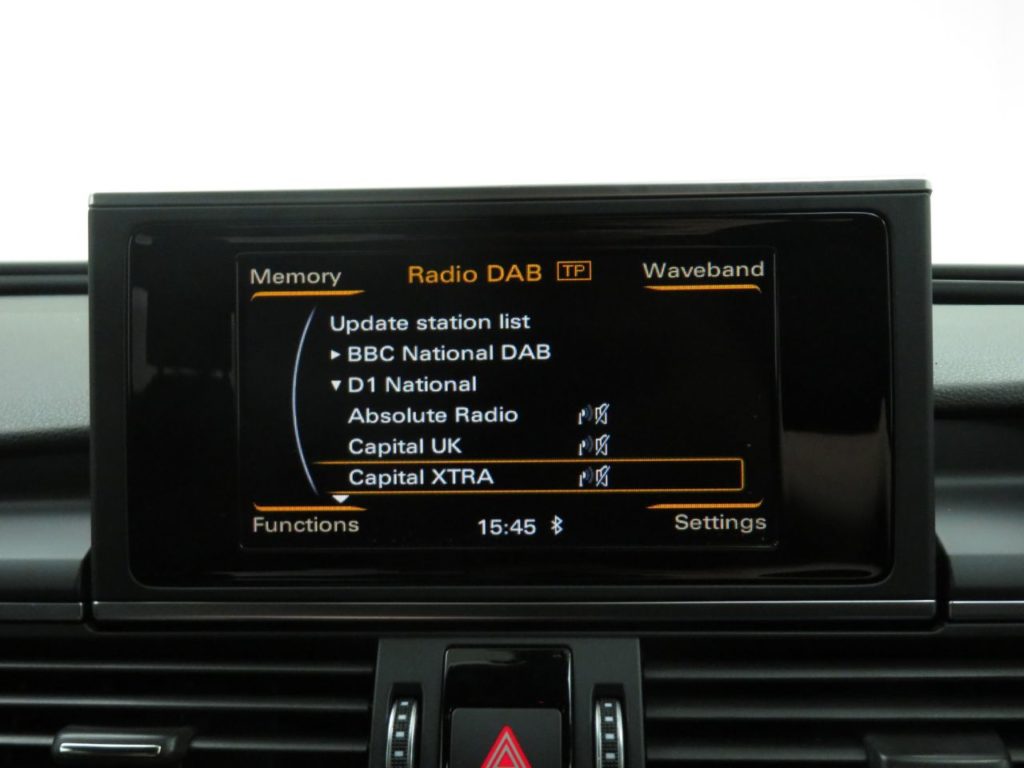 Memory Radio DAB TP Waveband
Update station list
BBC National DAB
D1 National
Absolute Radio
Capital UK
Capital XTRA
Functions 15:45 Settings